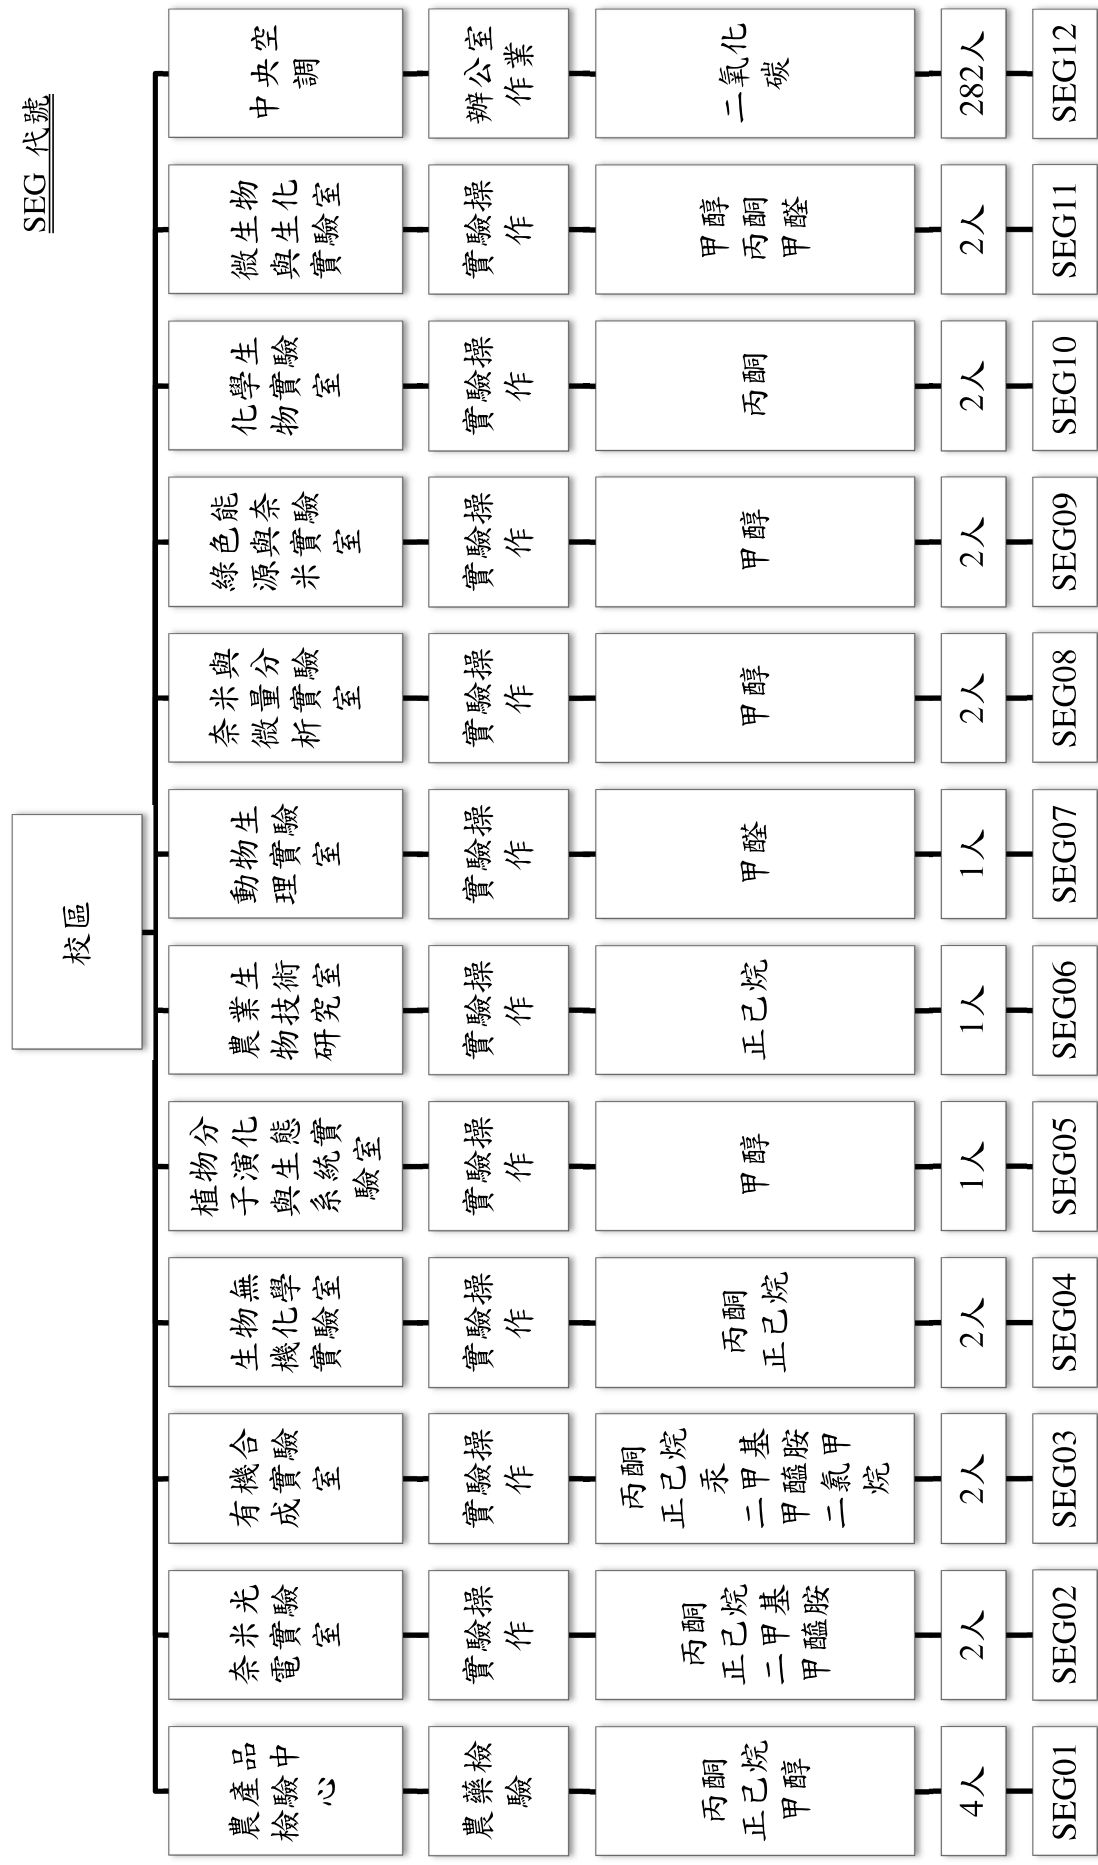 SEG 代號
校區
農產品
檢驗中
心
農藥檢
驗
丙酮
正己烷
甲醇
4人
SEG01
奈米光
電實驗
室
實驗操
作
丙酮
正己烷
二甲基
甲醯胺
2人
SEG02
有機合
成實驗
室
實驗操
作
丙酮
正己烷
汞
二甲基
甲醯胺
二氯甲
烷
2人
SEG03
生物無
機化學
實驗室
實驗操
作
丙酮
正己烷
2人
SEG04
植物分
子演化
與生態
系統實
驗室
實驗操
作
甲醇
1人
SEG05
農業生
物技術
研究室
實驗操
作
正己烷
1人
SEG06
動物生
理實驗
室
實驗操
作
甲醛
1人
SEG07
奈米與
微量分
析實驗
室
實驗操
作
甲醇
2人
SEG08
綠色能
源與奈
米實驗
室
實驗操
作
甲醇
2人
SEG09
化學生
物實驗
室
實驗操
作
丙酮
2人
SEG10
微生物
與生化
實驗室
實驗操
作
甲醇
丙酮
甲醛
2人
SEG11
中央空
調
辦公室
作業
二氧化
碳
282人
SEG12